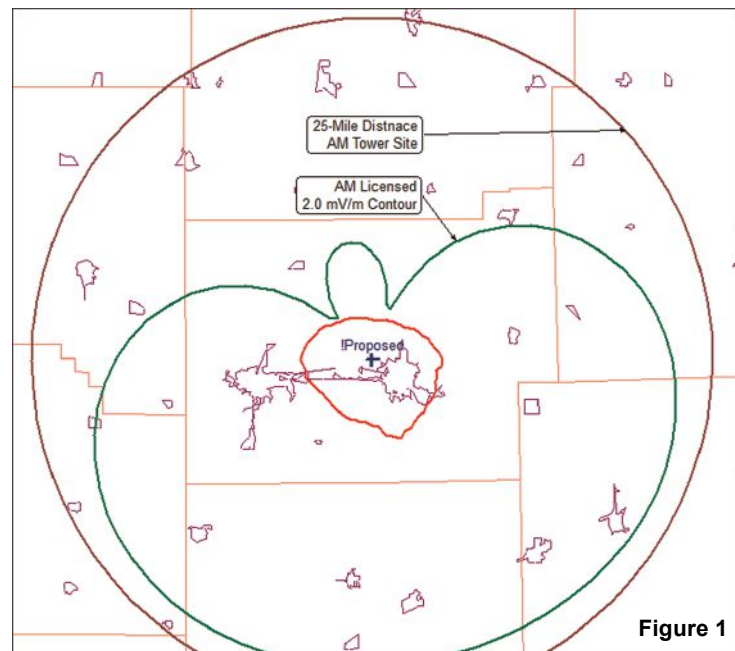 25-Mile Distnace
AM Tower Site
AM Licensed
2.0 mV/m Contour
!Proposed
Figure 1